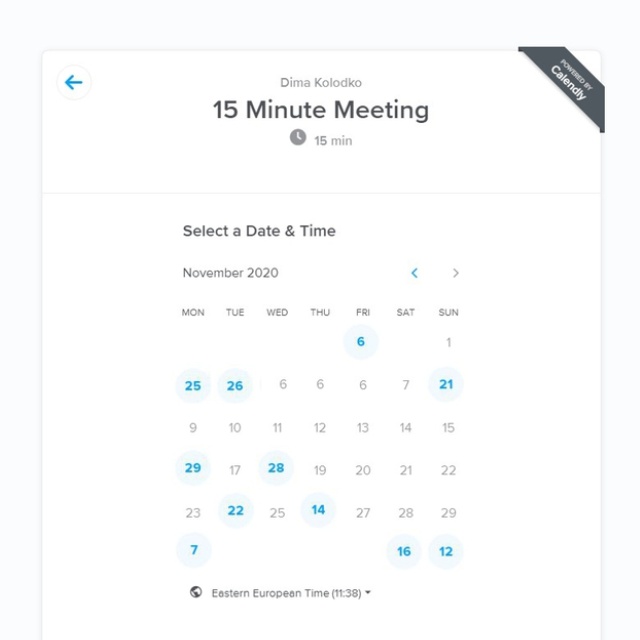 POWERED BY
Calendly
Dima Kolodko
15 Minute Meeting
15 min
Select a Date & Time
November 2020
MON TUE WED THU FRI SAT SUN
6 1
25 26 6 6 6 7 21
9 10 11 12 13 14 15
29 17 28 19 20 21 22
23 22 25 14 27 28 29
7 16 12
Eastern European Time (11:38)